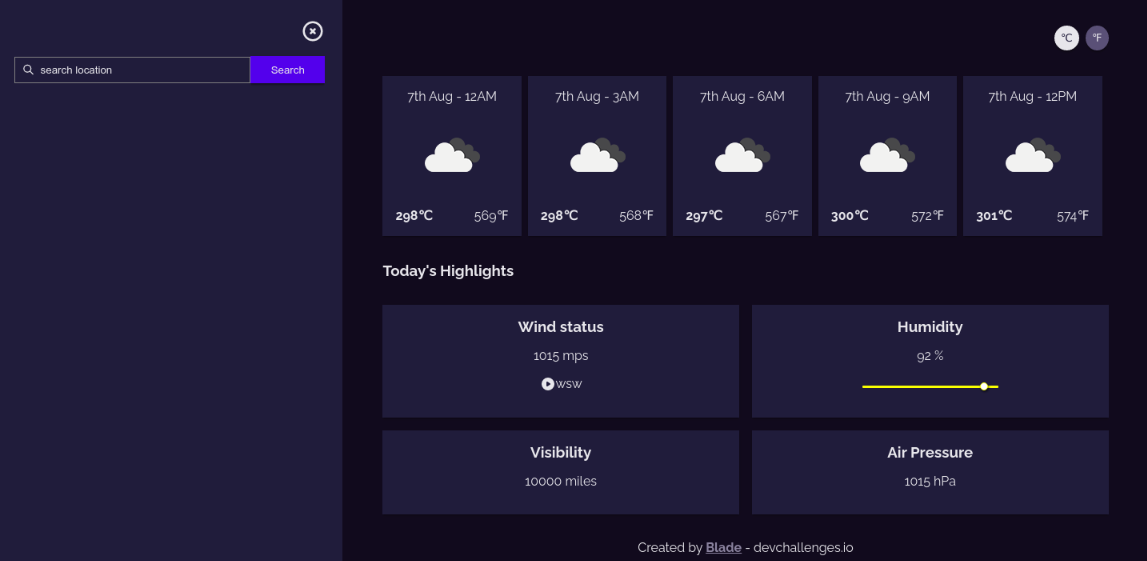 search location Search
℃ ℉
7th Aug - 12AM 7th Aug - 3AM 7th Aug - 6AM 7th Aug - 9AM 7th Aug - 12PM
298℃ 569℉ 298℃ 568℉ 297℃ 567℉ 300℃ 572℉ 301℃ 574℉
Today's Highlights
Wind status
1015 mps
WSW
Humidity
92 %
Visibility
10000 miles
Air Pressure
1015 hPa
Created by Blade - devchallenges.io